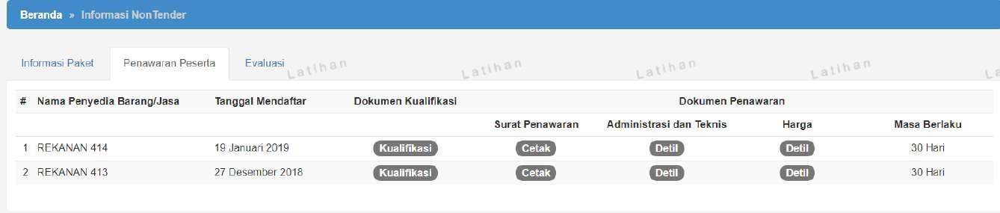 Beranda » Informasi NonTender
Informasi Paket Penawaran Peserta Evaluasi
Latihan Latihan Latihan Latihan
# Nama Penyedia Barang/Jasa Tanggal Mendaftar Dokumen Kualifikasi Dokumen Penawaran
Surat Penawaran Administrasi dan Teknis Harga Masa Berlaku
1 REKANAN 414 19 Januari 2019 Kualifikasi Cetak Detil Detil 30 Hari
2 REKANAN 413 27 Desember 2018 Kualifikasi Cetak Detil Detil 30 Hari